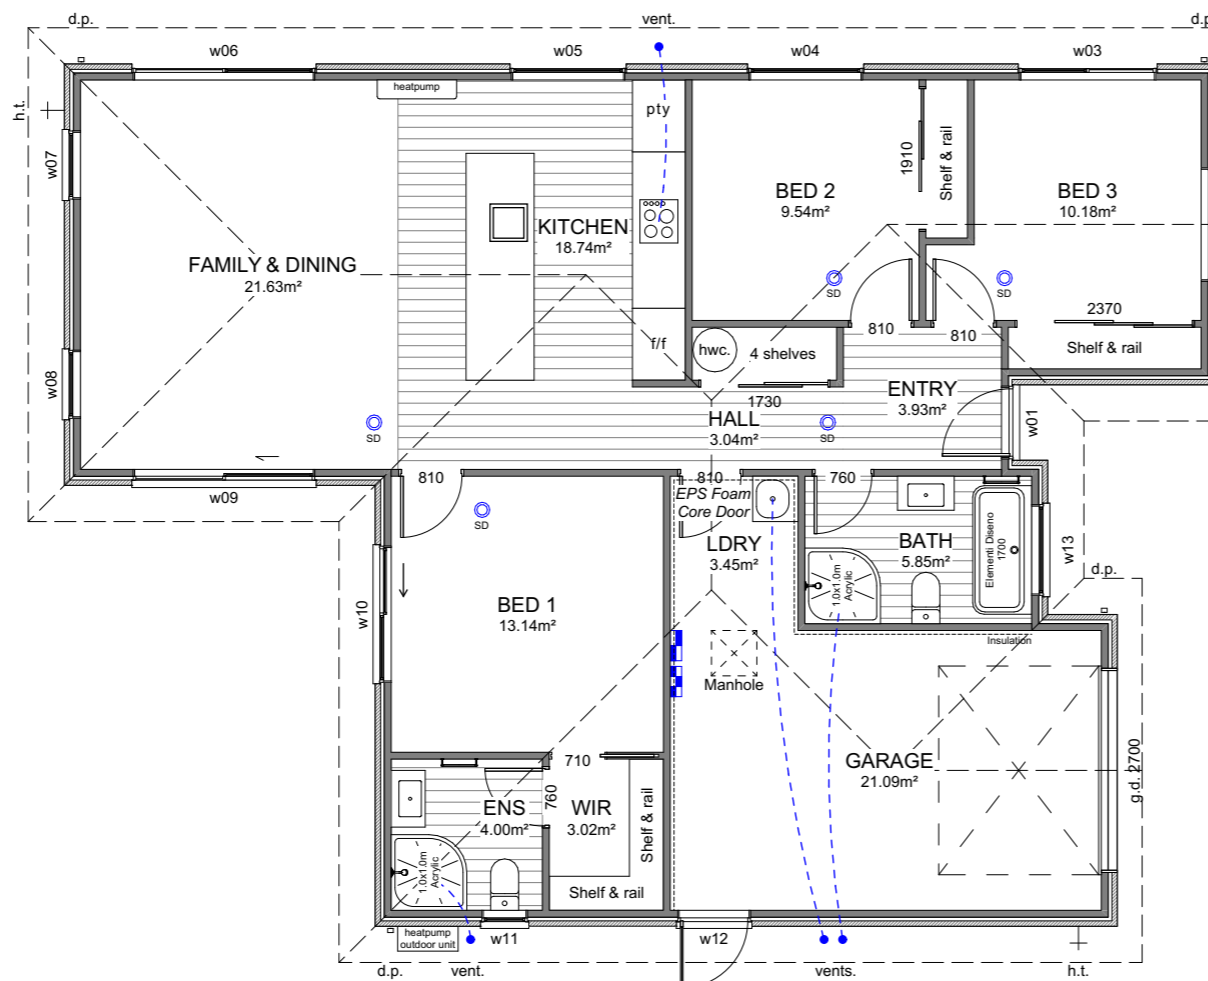 d.p.
vent.
d.p
w06
w05
w04
w03
heatpump
h.t.
pty
w07
1910
Shelf & rail
BED 2
9.54m²
BED 3
10.18m²
KITCHEN
18.74m²
FAMILY & DINING
21.63m²
SD
SD
2370
810
810
hwc.
4 shelves
f/f
Shelf & rail
w08
1730
ENTRY
3.93m²
HALL
3.04m²
w01
SD
SD
810
810
760
w09
EPS Foam
Core Door
SD
LDRY
3.45m²
BATH
5.85m²
Elementi Diseno
1700
w13
1.0x1.0m
Acrylic
d.p.
w10
BED 1
13.14m²
Insulation
Manhole
710
GARAGE
21.09m²
g.d. 2700
760
ENS
4.00m²
WIR
3.02m²
Shelf & rail
1.0x1.0m
Acrylic
Shelf & rail
heatpump
outdoor unit
w11
w12
d.p.
vent.
vents.
h.t.